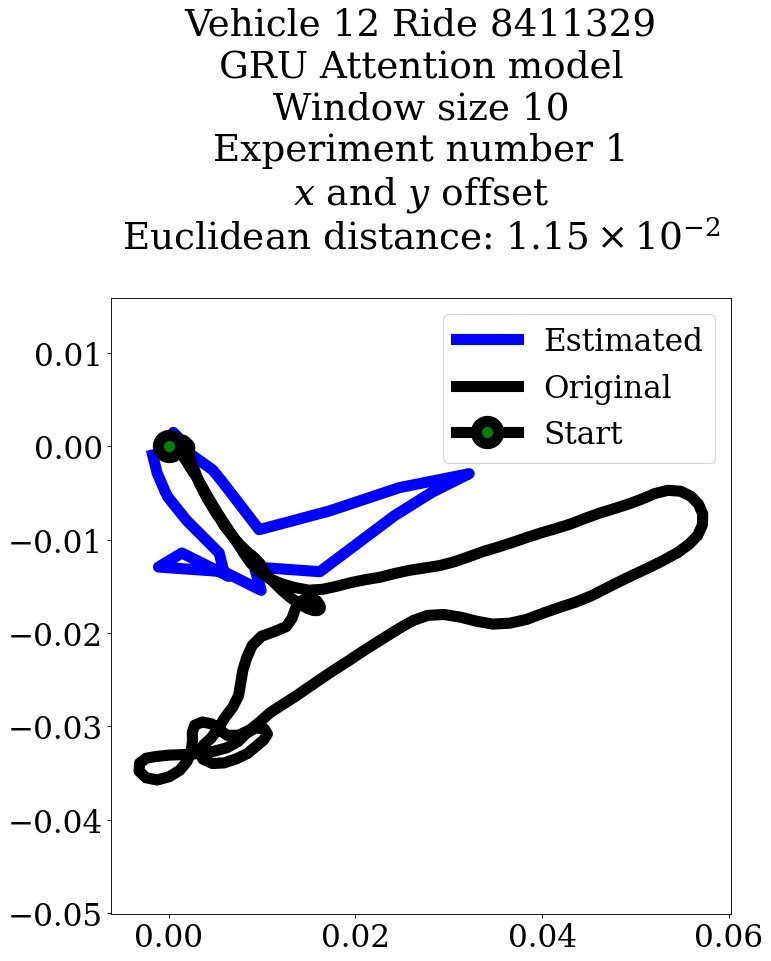 Vehicle 12 Ride 8411329
GRU Attention model
Window size 10
Experiment number 1
x and y offset
Euclidean distance: 1.15 × 10⁻²
Estimated
Original
Start
0.01
0.00
−0.01
−0.02
−0.03
−0.04
−0.05
0.00 0.02 0.04 0.06